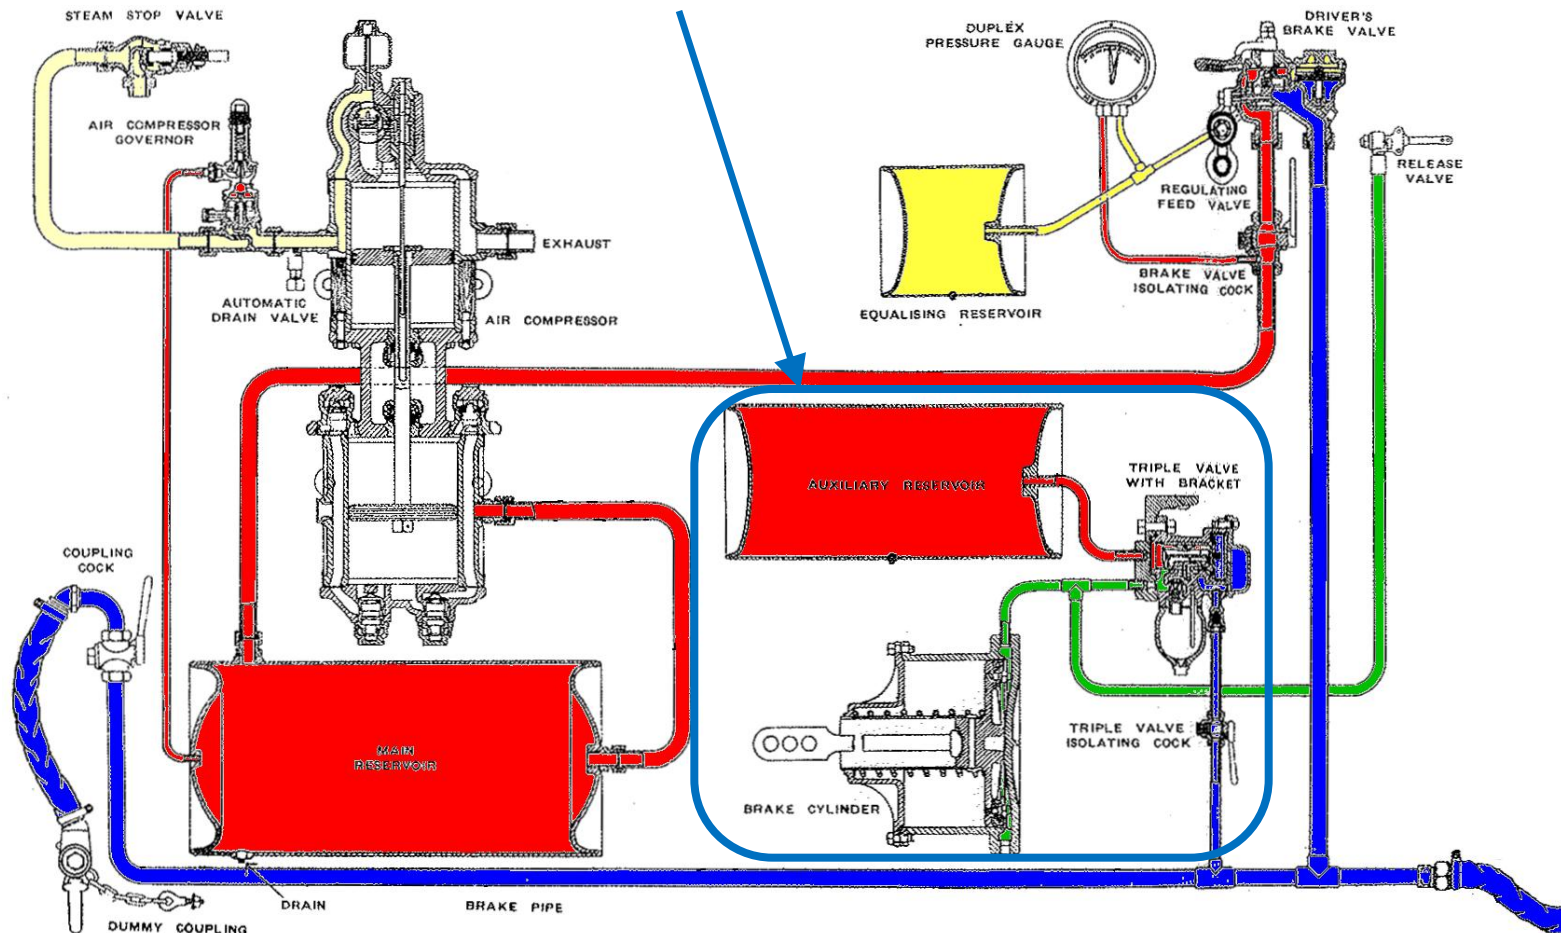 STEAM STOP VALVE
AIR COMPRESSOR
GOVERNOR
EXHAUST
AUTOMATIC
DRAIN VALVE
AIR COMPRESSOR
DUPLEX
PRESSURE GAUGE
DRIVER'S
BRAKE VALVE
RELEASE
VALVE
REGULATING
FEED VALVE
BRAKE VALVE
ISOLATING COCK
EQUALISING RESERVOIR
AUXILIARY RESERVOIR
TRIPLE VALVE
WITH BRACKET
COUPLING
COCK
MAIN
RESERVOIR
TRIPLE VALVE
ISOLATING COCK
BRAKE CYLINDER
DRAIN
BRAKE PIPE
DUMMY COUPLING